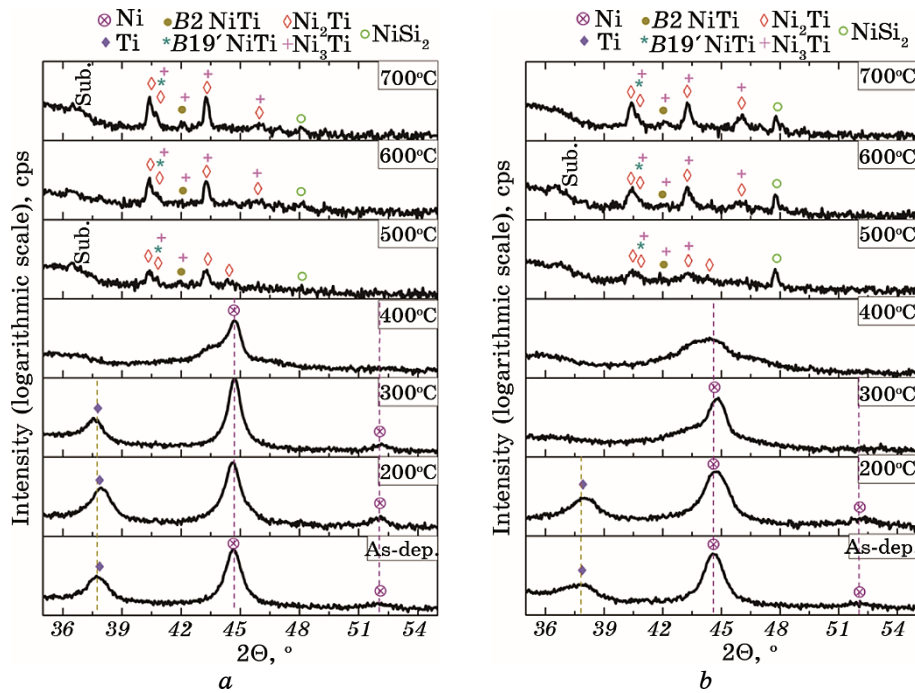 Ni B2 NiTi Ni2Ti NiSi2
Ti B19′ NiTi Ni3Ti
Intensity (logarithmic scale), cps
Sub. 700°C
600°C
Sub. 500°C
400°C
300°C
200°C
As-dep.
36 39 42 45 48 51 54
2Θ, °
a
Ni B2 NiTi Ni2Ti NiSi2
Ti B19′ NiTi Ni3Ti
Intensity (logarithmic scale), cps
700°C
Sub. 600°C
500°C
400°C
300°C
200°C
As-dep.
36 39 42 45 48 51 54
2Θ, °
b